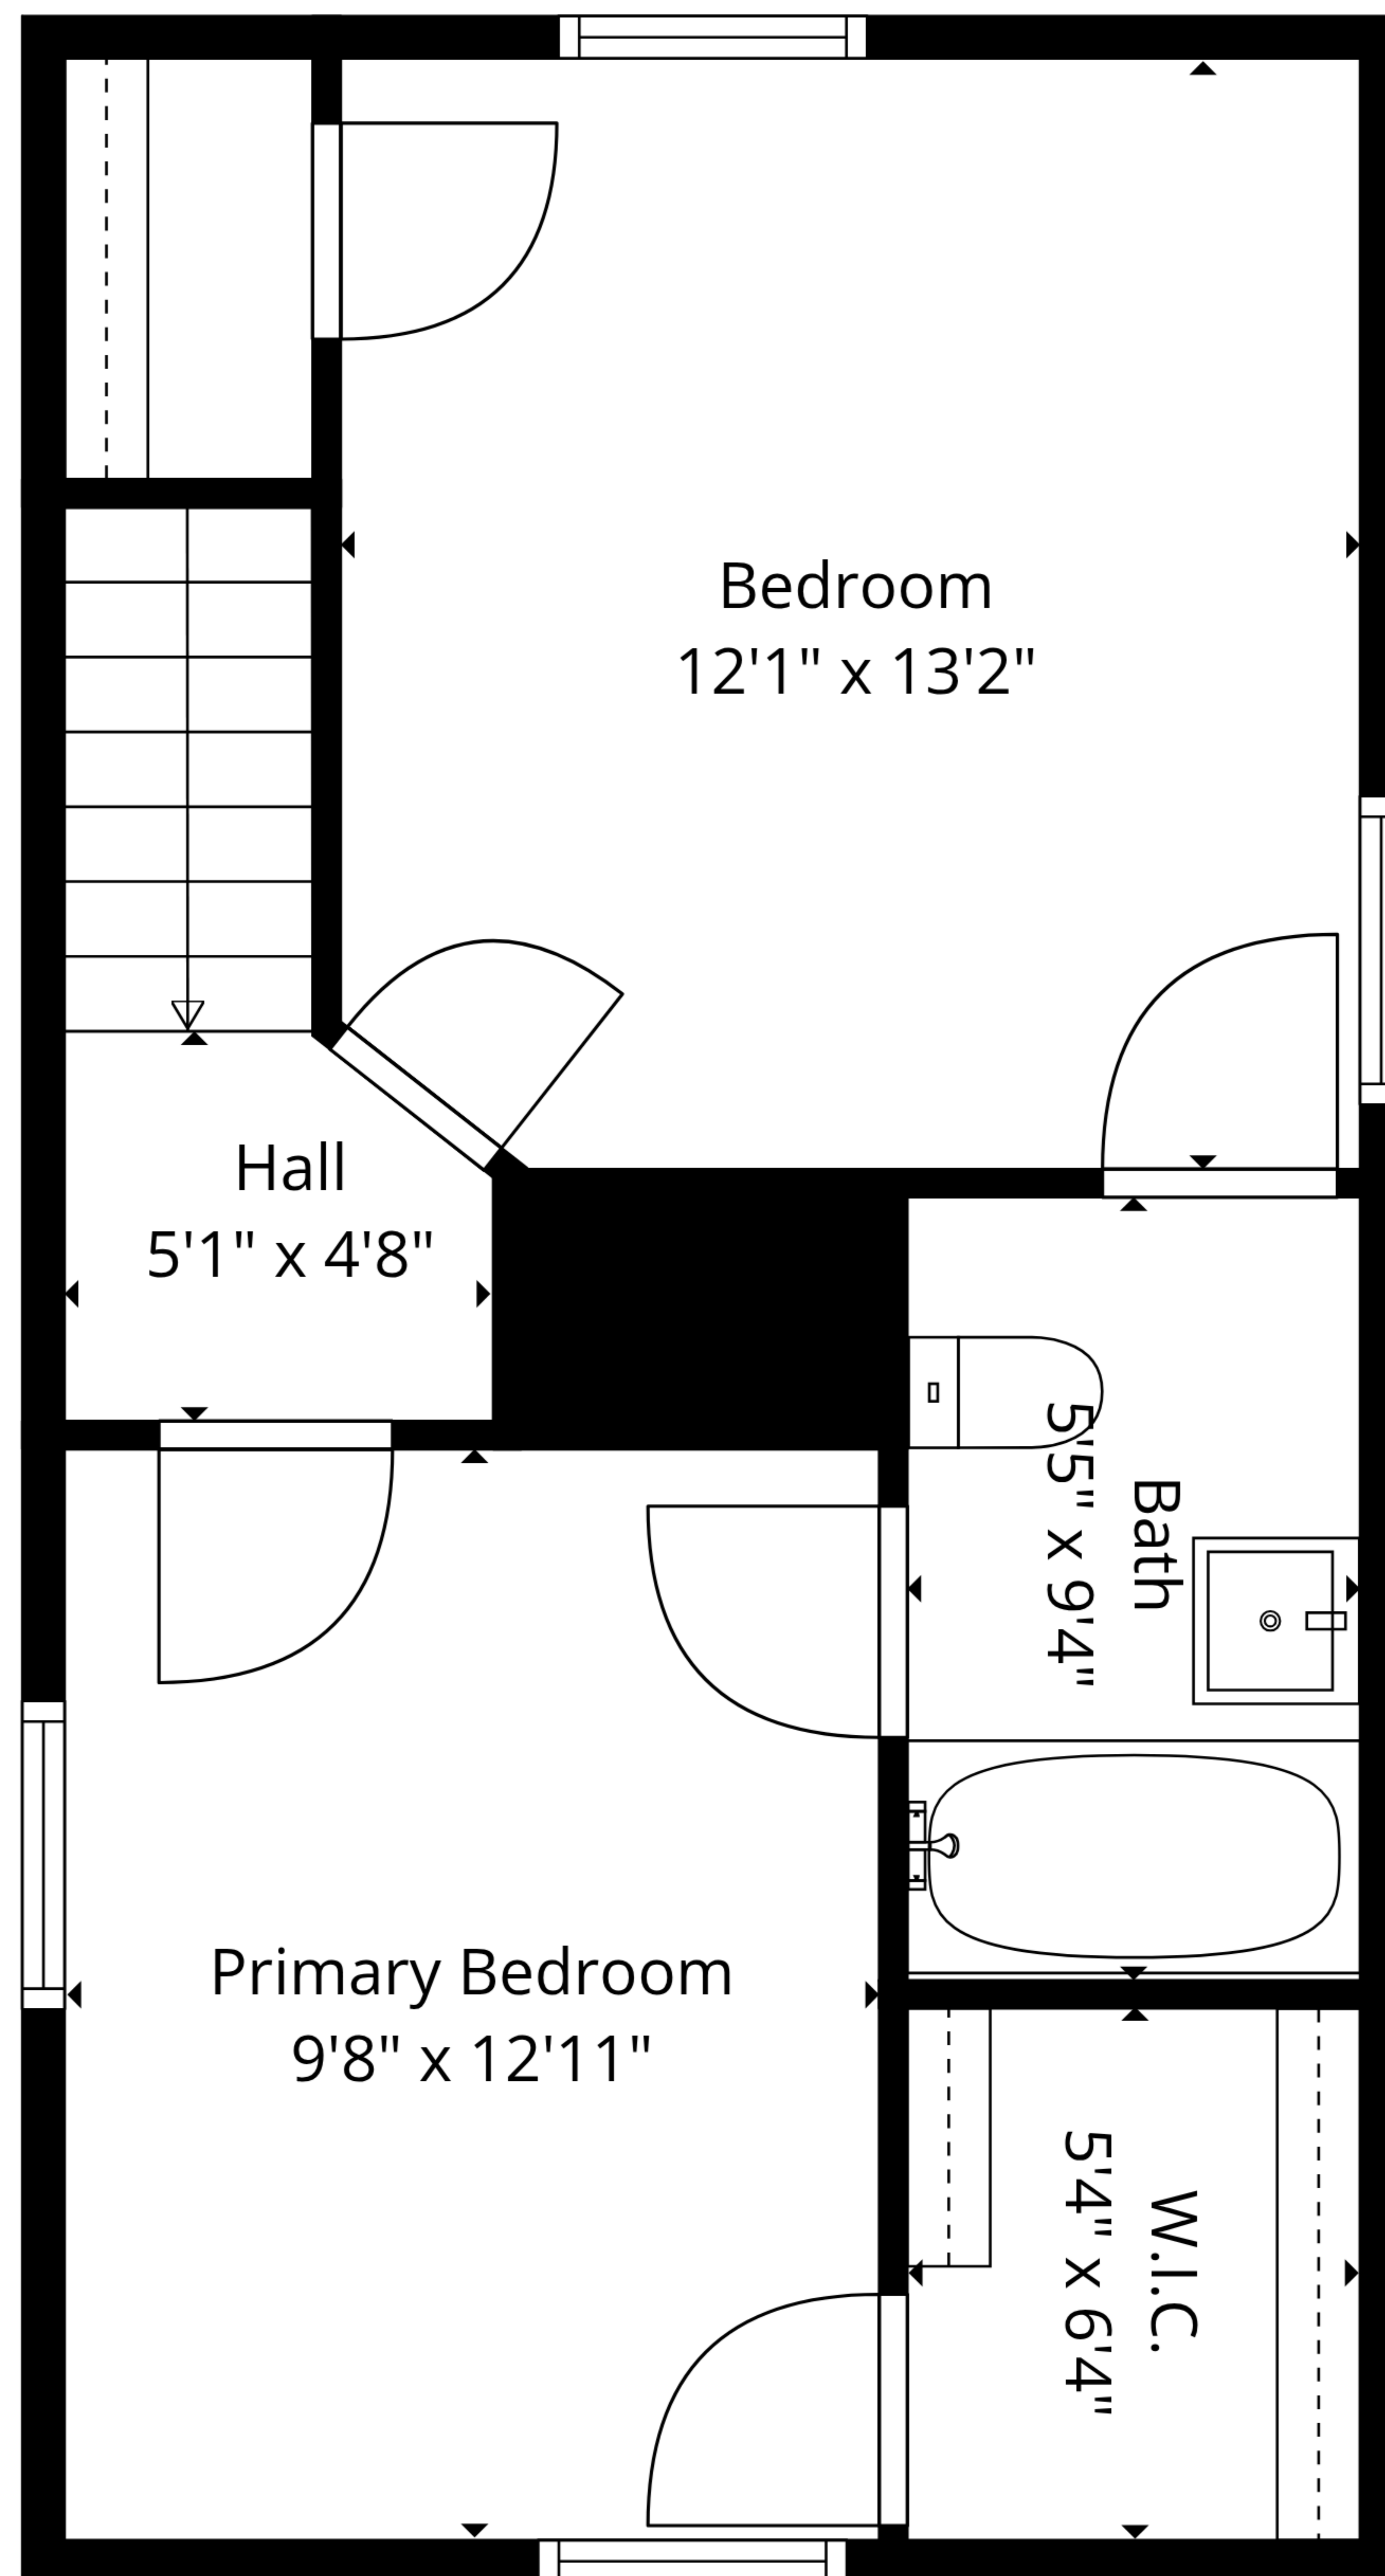 Bedroom
12'1" x 13'2"
Hall
5'1" x 4'8"
Bath
5'5" x 9'4"
Primary Bedroom
9'8" x 12'11"
W.I.C.
5'4" x 6'4"